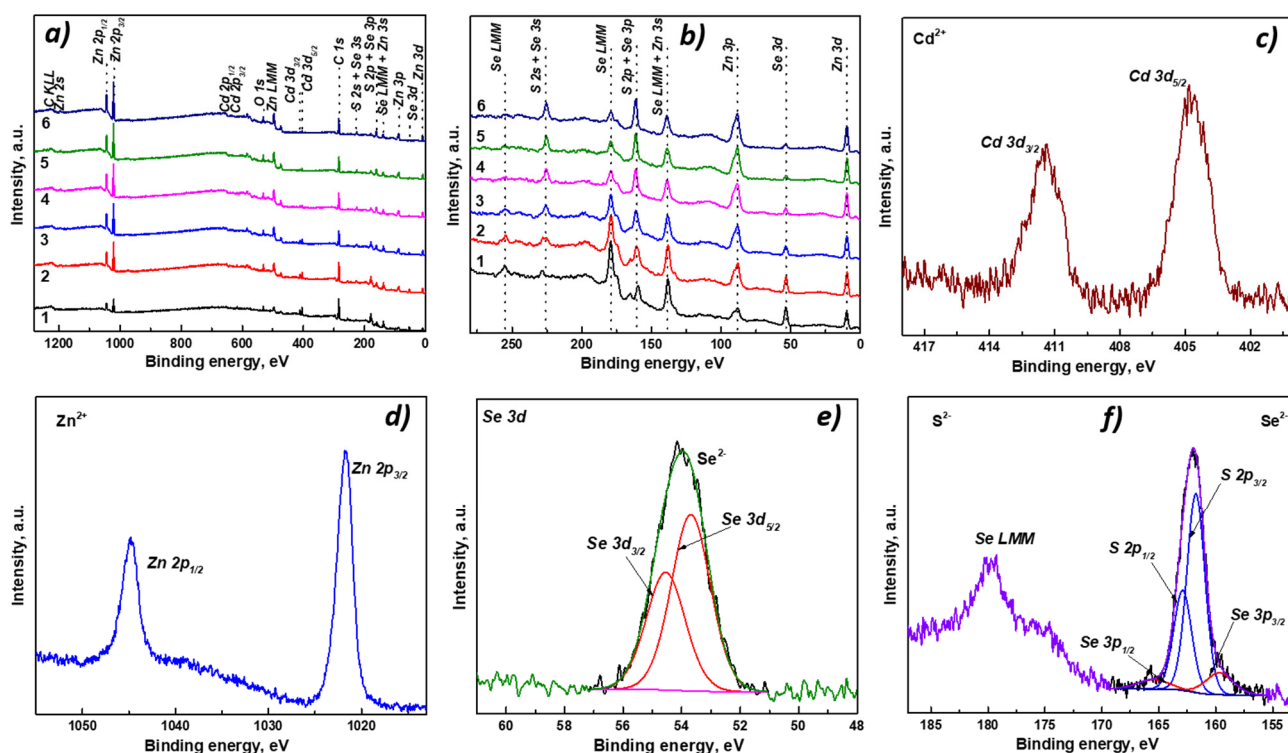 a)
C KLL
Zn 2s
Zn 2p1/2
Zn 2p3/2
Cd 2p1/2
Cd 2p3/2
O 1s
Zn LMM
Cd 3d3/2
Cd 3d5/2
C 1s
S 2s + Se 3s
S 2p + Se 3p
Se LMM + Zn 3s
Zn 3p
Se 3d
Zn 3d
6
5
4
3
2
1
Intensity, a.u.
1200 1000 800 600 400 200 0
Binding energy, eV
b)
Se LMM
S 2s + Se 3s
Se LMM
S 2p + Se 3p
Se LMM + Zn 3s
Zn 3p
Se 3d
Zn 3d
6
5
4
3
2
1
Intensity, a.u.
250 200 150 100 50 0
Binding energy, eV
c)
Cd2+
Cd 3d5/2
Cd 3d3/2
Intensity, a.u.
417 414 411 408 405 402
Binding energy, eV
d)
Zn2+
Zn 2p3/2
Zn 2p1/2
Intensity, a.u.
1050 1040 1030 1020
Binding energy, eV
e)
Se 3d
Se2-
Se 3d5/2
Se 3d3/2
Intensity, a.u.
60 58 56 54 52 50 48
Binding energy, eV
f)
S2-
Se2-
S 2p3/2
Se LMM
S 2p1/2
Se 3p3/2
Se 3p1/2
Intensity, a.u.
185 180 175 170 165 160 155
Binding energy, eV